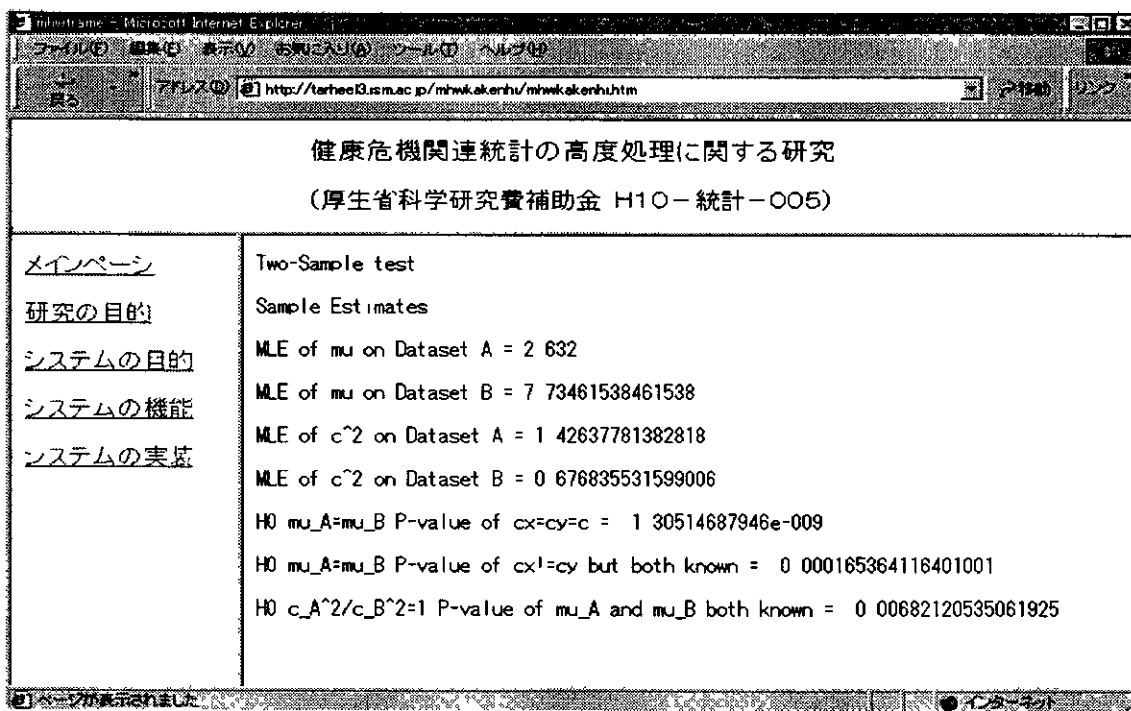 mhwframe - Microsoft Internet Explorer
ファイル(F) 編集(E) 表示(V) お気に入り(A) ツール(T) ヘルプ(H)
戻る
アドレス(D) http://tarheel3.ism.ac.jp/mhwkakenhi/mhwkakenhi.htm 移動 リンク
健康危機関連統計の高度処理に関する研究
(厚生省科学研究費補助金 H10-統計-005)
メインページ
研究の目的
システムの目的
システムの機能
システムの実装
Two-Sample test
Sample Estimates
MLE of mu on Dataset A = 2 632
MLE of mu on Dataset B = 7 73461538461538
MLE of c^2 on Dataset A = 1 42637781382818
MLE of c^2 on Dataset B = 0 676835531599006
H0 mu_A=mu_B P-value of cx=cy=c = 1 30514687946e-009
H0 mu_A=mu_B P-value of cx!=cy but both known = 0 000165364116401001
H0 c_A^2/c_B^2=1 P-value of mu_A and mu_B both known = 0 00682120535061925
ページが表示されました
インターネット